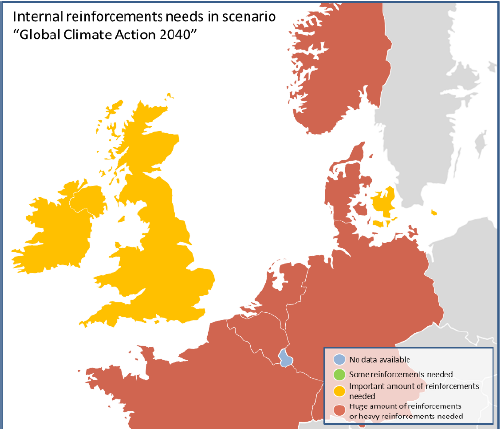 Internal reinforcements needs in scenario
“Global Climate Action 2040”
No data available
Some reinforcements needed
Important amount of reinforcements
needed
Huge amount of reinforcements
or heavy reinforcements needed